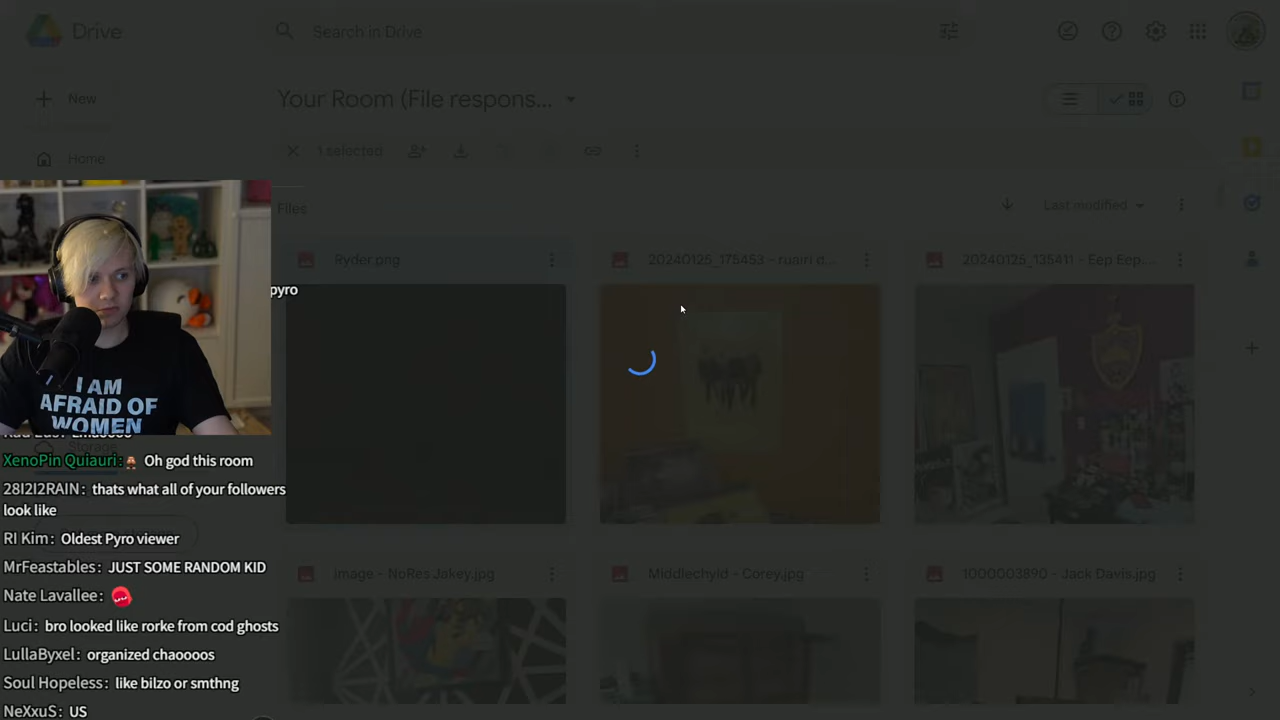 Drive
Search in Drive
New
Your Room (File respons...
Home
1 selected
Files
Last modified
Ryder.png
20240125_175453 - ruairi d...
20240125_135411 - Eep Eep....
pyro
I AM
AFRAID OF
WOMEN
XenoPin Quiauri: Oh god this room
28I2I2RAIN: thats what all of your followers
look like
RI Kim: Oldest Pyro viewer
MrFeastables: JUST SOME RANDOM KID
Image - NoRes Jakey.jpg
Middlechyld - Corey.jpg
1000003890 - Jack Davis.jpg
Nate Lavallee:
Luci: bro looked like rorke from cod ghosts
LullaByxel: organized chaoooos
Soul Hopeless: like bilzo or smthng
NeXxuS: US